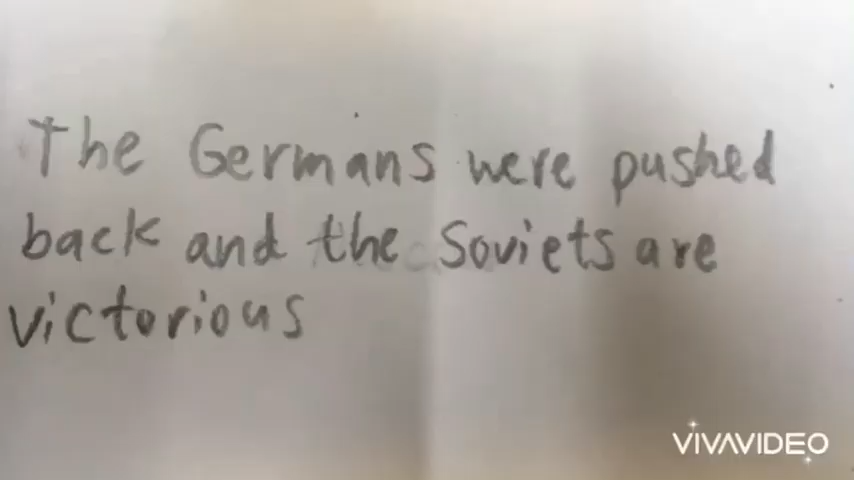 The Germans were pushed
back and the Soviets are
victorious
VIVAVIDEO